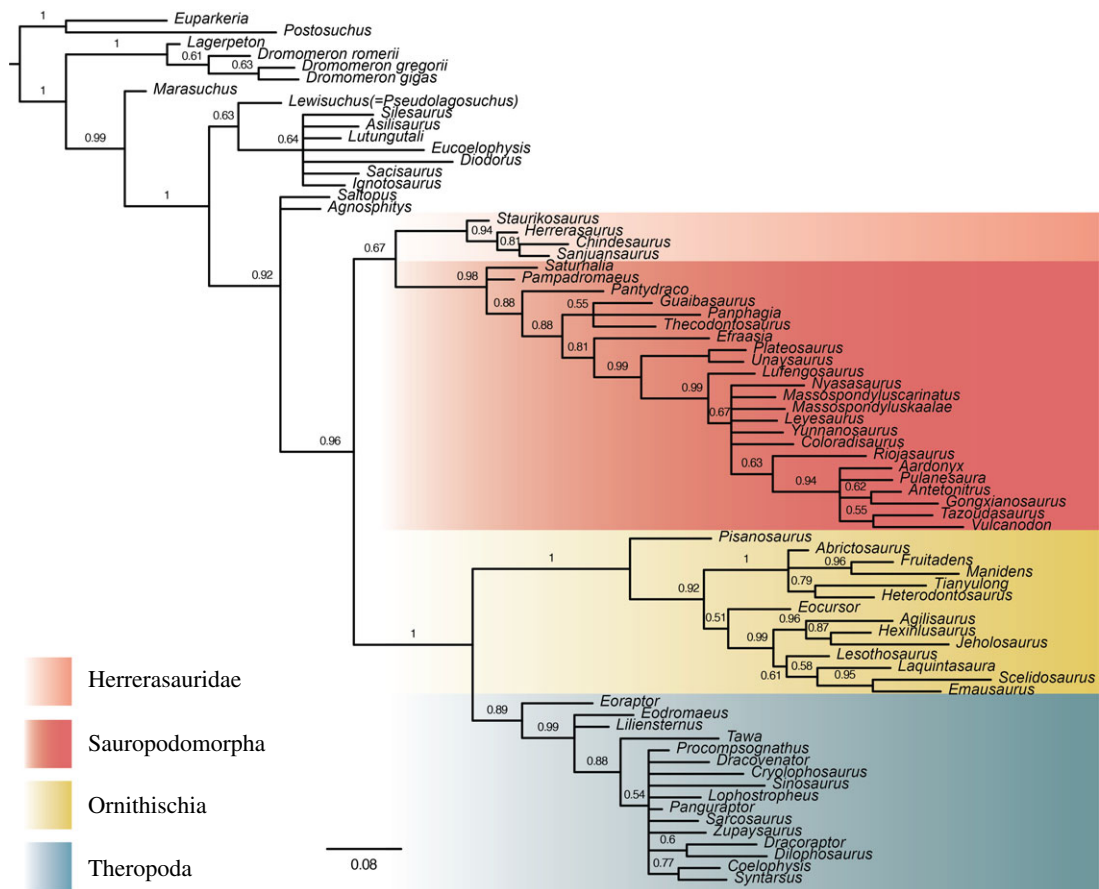 1
Euparkeria
Postosuchus
1
Lagerpeton
0.61
Dromomeron romerii
0.63
Dromomeron gregorii
Dromomeron gigas
1
Marasuchus
0.99
Lewisuchus(=Pseudolagosuchus)
0.63
Silesaurus
Asilisaurus
0.64
Lutungutali
Eucoelophysis
Diodorus
Sacisaurus
Ignotosaurus
1
Saltopus
Agnosphitys
0.92
Staurikosaurus
0.94
Herrerasaurus
0.81
Chindesaurus
Sanjuansaurus
0.67
Saturnalia
0.98
Pampadromaeus
0.88
Pantydraco
0.55
Guaibasaurus
Panphagia
0.88
Thecodontosaurus
0.81
Efraasia
Plateosaurus
0.99
Unaysaurus
Lufengosaurus
0.99
Nyasasaurus
Massospondyluscarinatus
0.67
Massospondyluskaalae
Leyesaurus
Yunnanosaurus
Coloradisaurus
0.96
0.63
Riojasaurus
Aardonyx
0.94
Pulanesaura
0.62
Antetonitrus
Gongxianosaurus
0.55
Tazoudasaurus
Vulcanodon
Pisanosaurus
1
1
Abrictosaurus
0.96
Fruitadens
Manidens
0.92
0.79
Tianyulong
Heterodontosaurus
0.51
Eocursor
0.96
Agilisaurus
0.87
Hexinlusaurus
0.99
Jeholosaurus
1
Lesothosaurus
0.61
0.58
Laquintasaura
0.95
Scelidosaurus
Emausaurus
0.89
Eoraptor
0.99
Eodromaeus
Liliensternus
0.88
Tawa
Procompsognathus
Dracovenator
Cryolophosaurus
Sinosaurus
0.54
Lophostropheus
Panguraptor
Sarcosaurus
Zupaysaurus
0.6
Dracoraptor
Dilophosaurus
0.77
Coelophysis
Syntarsus
0.08
Herrerasauridae
Sauropodomorpha
Ornithischia
Theropoda